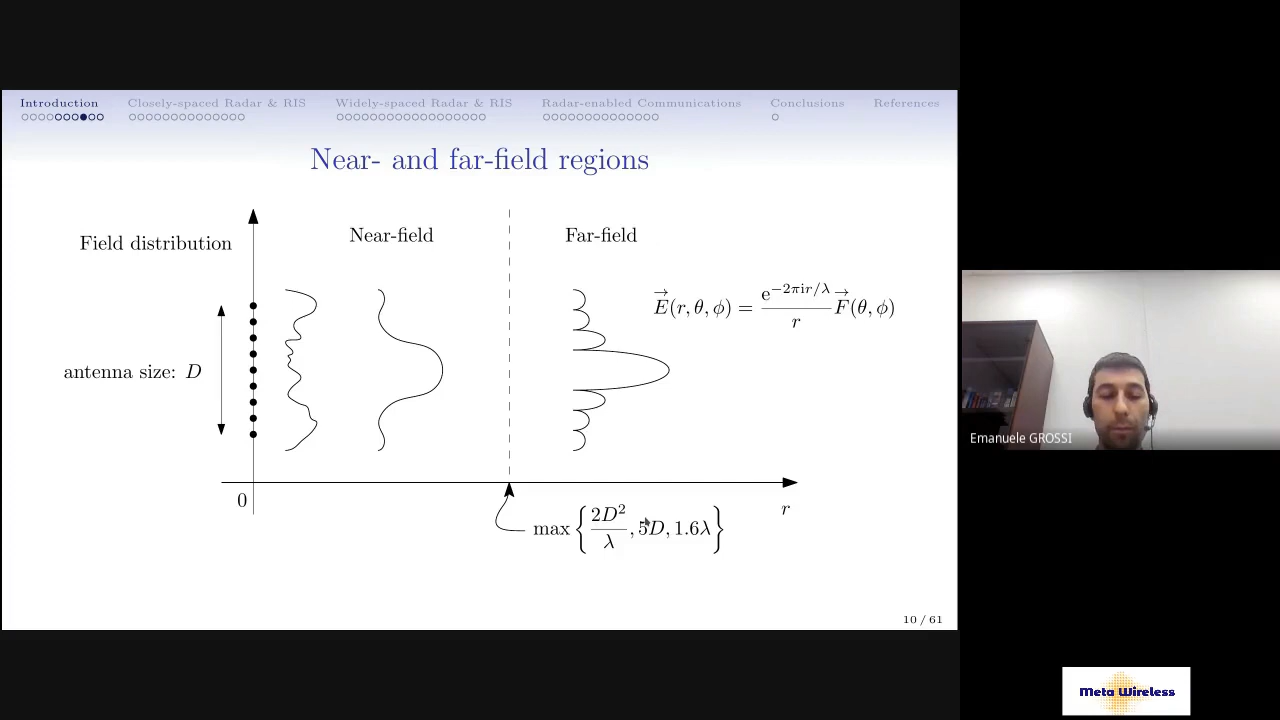 Introduction Closely-spaced Radar & RIS Widely-spaced Radar & RIS Radar-enabled Communications Conclusions References
Near- and far-field regions
Field distribution
Near-field
Far-field
E⃗(r, θ, ϕ) = e^{−2πir/λ} / r F⃗(θ, ϕ)
antenna size: D
0
r
max { 2D² / λ , 5D, 1.6λ }
10 / 61
Emanuele GROSSI
Meta Wireless